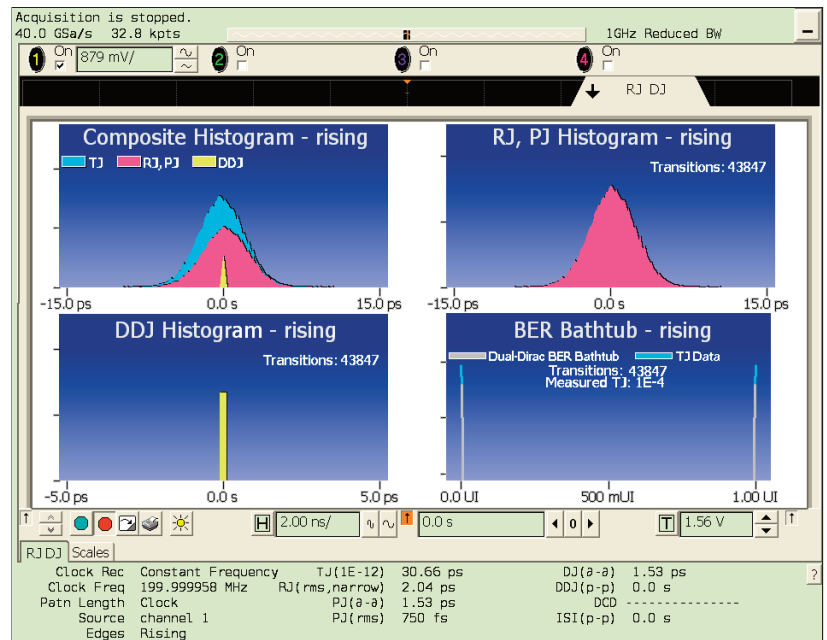 Acquisition is stopped.
40.0 GSa/s 32.8 kpts
1GHz Reduced BW
1 On 879 mV/ 2 On 3 On 4 On
RJ DJ
Composite Histogram - rising
TJ RJ,PJ DDJ
-15.0 ps 0.0 s 15.0 ps
RJ, PJ Histogram - rising
Transitions: 43847
-15.0 ps 0.0 s 15.0 ps
DDJ Histogram - rising
Transitions: 43847
-5.0 ps 0.0 s 5.0 ps
BER Bathtub - rising
Dual-Dirac BER Bathtub TJ Data
Transitions: 43847
Measured TJ: 1E-4
0.0 UI 500 mUI 1.00 UI
H 2.00 ns/ 0.0 s 0 T 1.56 V
RJ DJ Scales
?
Clock Rec Constant Frequency TJ(1E-12) 30.66 ps DJ(∂-∂) 1.53 ps
Clock Freq 199.999958 MHz RJ(rms,narrow) 2.04 ps DDJ(p-p) 0.0 s
Patn Length Clock PJ(∂-∂) 1.53 ps DCD ---------------
Source channel 1 PJ(rms) 750 fs ISI(p-p) 0.0 s
Edges Rising